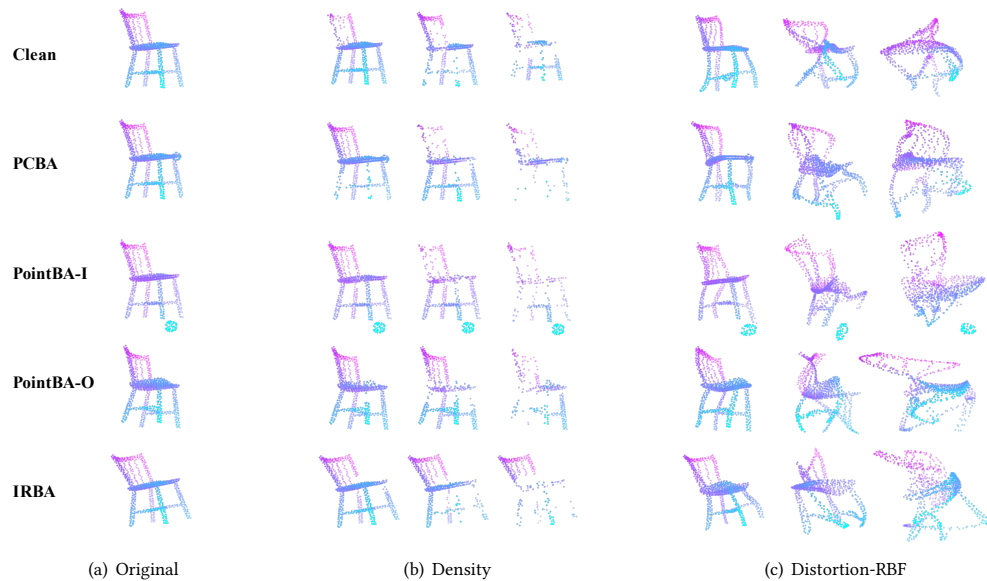 Clean
PCBA
PointBA-I
PointBA-O
IRBA
(a) Original
(b) Density
(c) Distortion-RBF